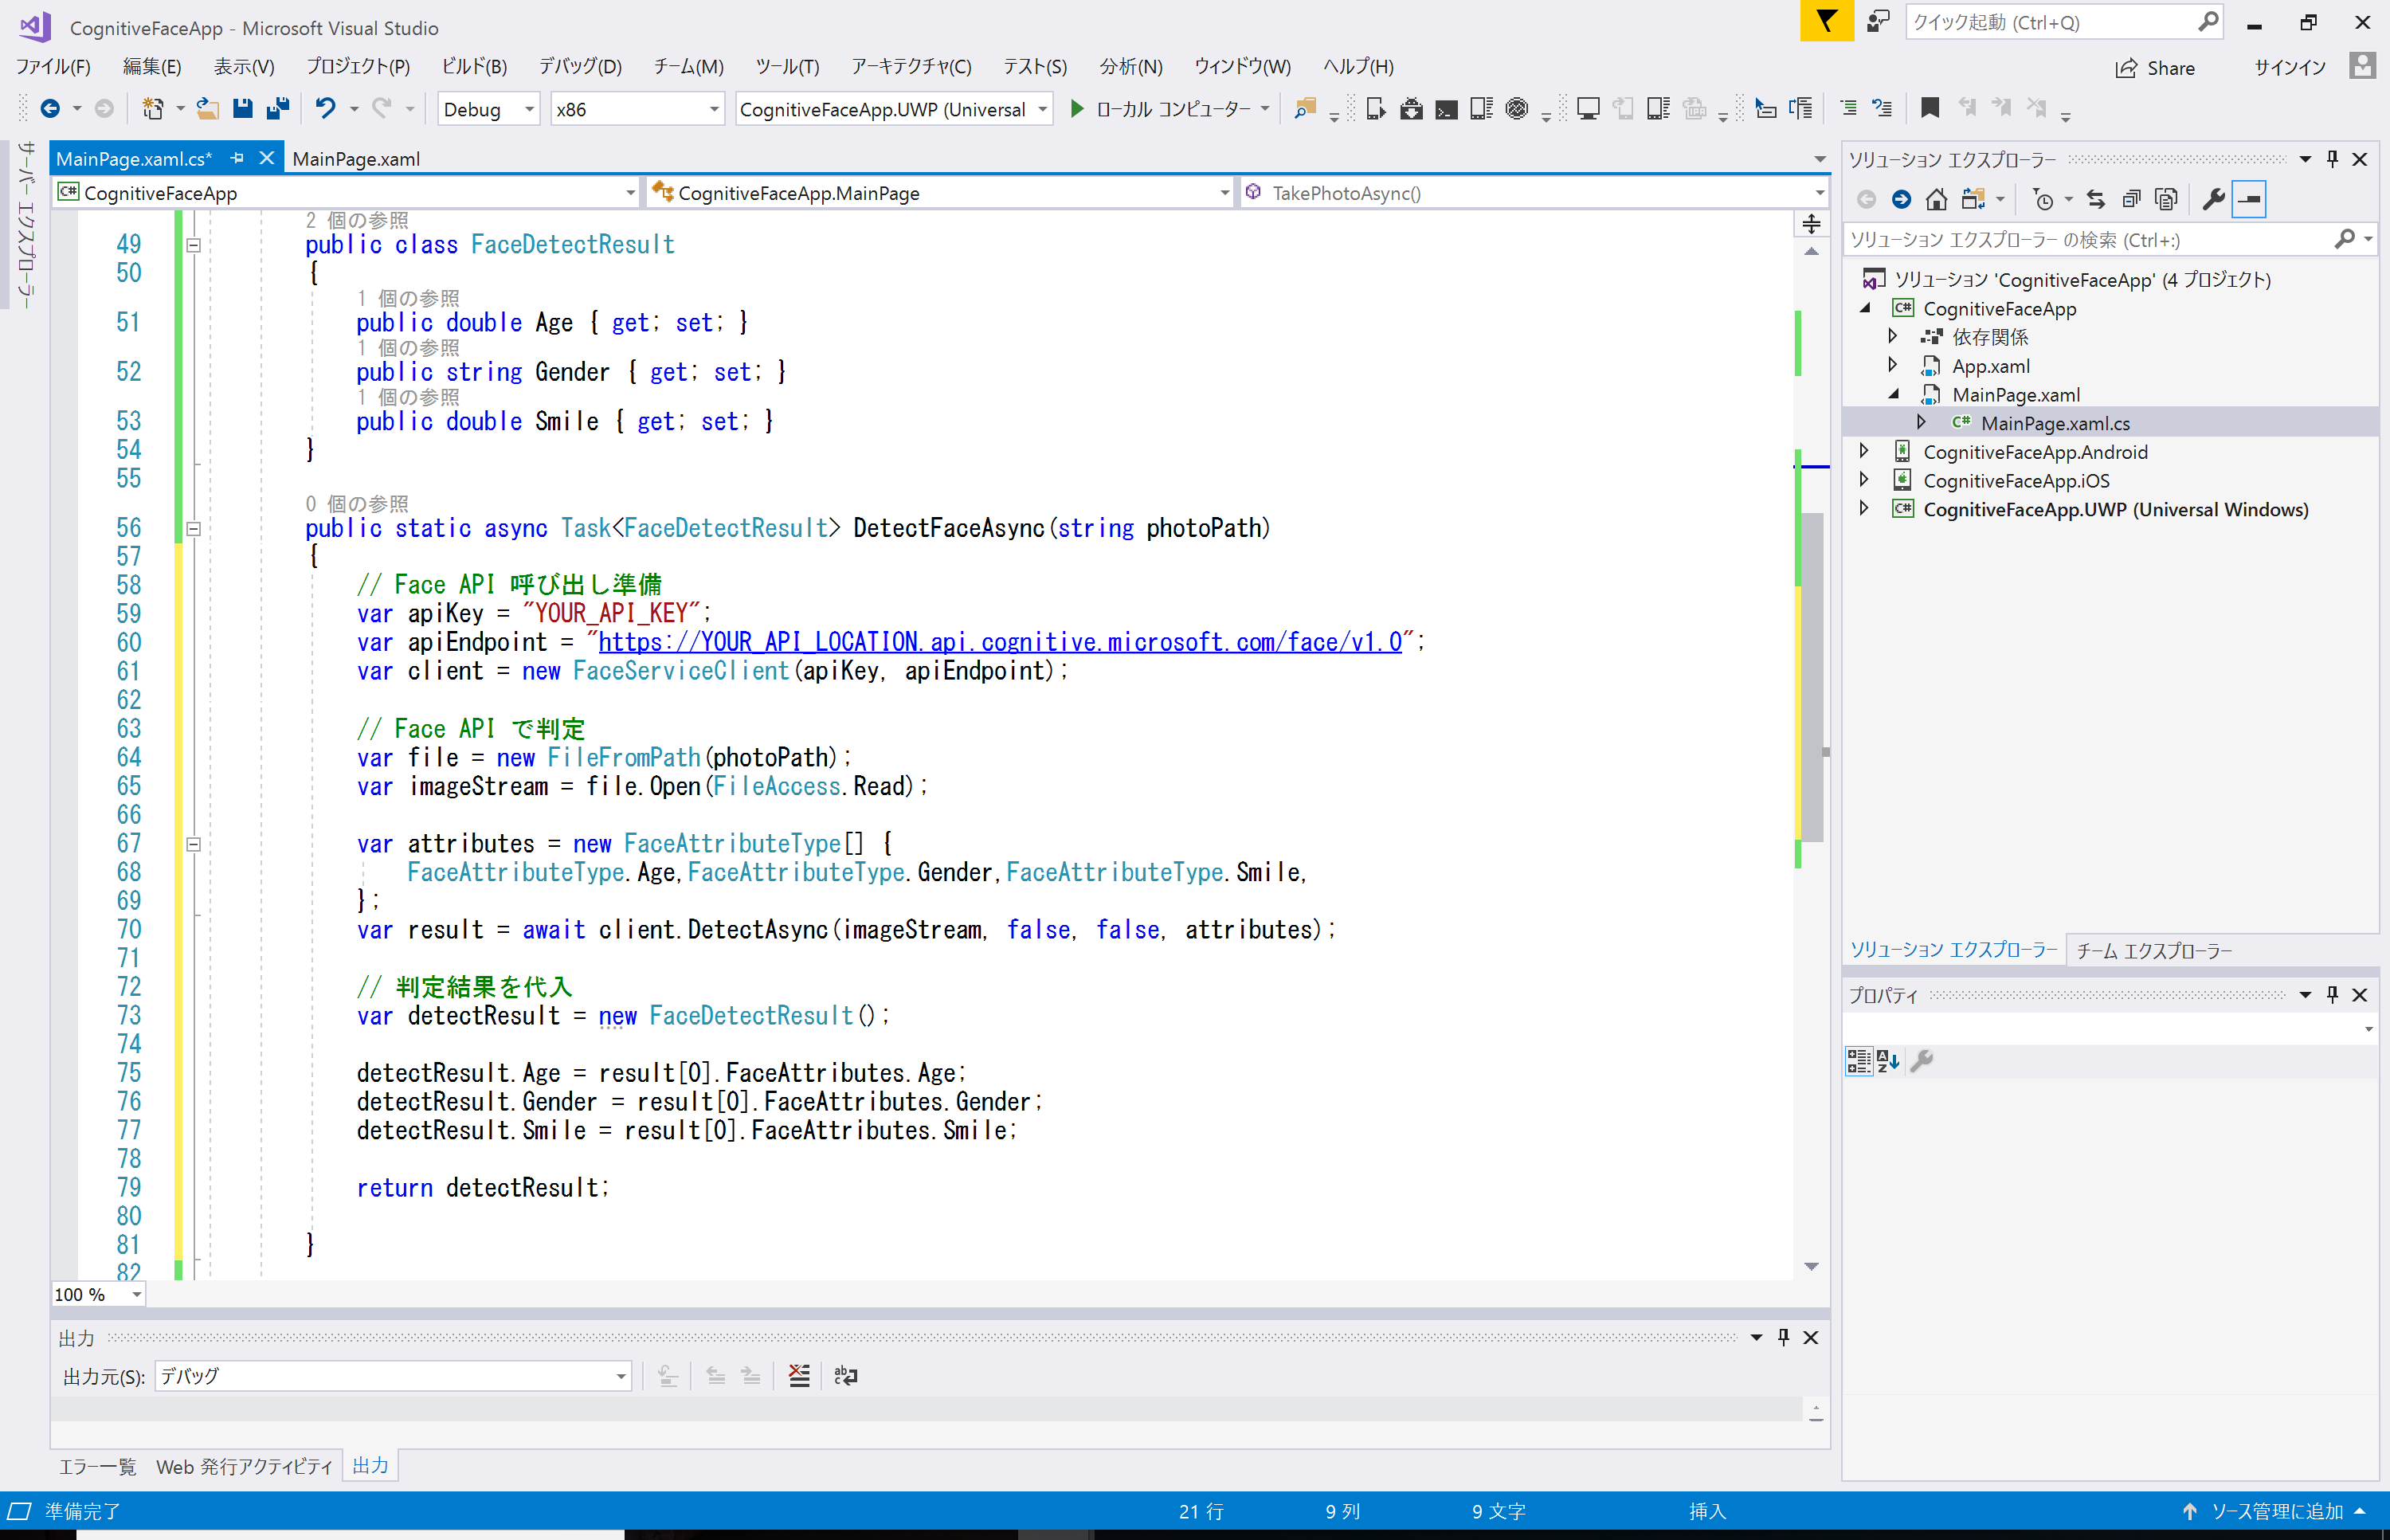 CognitiveFaceApp - Microsoft Visual Studio
クイック起動 (Ctrl+Q)
ファイル(F) 編集(E) 表示(V) プロジェクト(P) ビルド(B) デバッグ(D) チーム(M) ツール(T) アーキテクチャ(C) テスト(S) 分析(N) ウィンドウ(W) ヘルプ(H)
Share サインイン
Debug x86 CognitiveFaceApp.UWP (Universal ローカル コンピューター
サーバー エクスプローラー
MainPage.xaml.cs* MainPage.xaml
CognitiveFaceApp CognitiveFaceApp.MainPage TakePhotoAsync()
2 個の参照
49 public class FaceDetectResult
50 {
1 個の参照
51 public double Age { get; set; }
1 個の参照
52 public string Gender { get; set; }
1 個の参照
53 public double Smile { get; set; }
54 }
55
0 個の参照
56 public static async Task<FaceDetectResult> DetectFaceAsync(string photoPath)
57 {
58 // Face API 呼び出し準備
59 var apiKey = "YOUR_API_KEY";
60 var apiEndpoint = "https://YOUR_API_LOCATION.api.cognitive.microsoft.com/face/v1.0";
61 var client = new FaceServiceClient(apiKey, apiEndpoint);
62
63 // Face API で判定
64 var file = new FileFromPath(photoPath);
65 var imageStream = file.Open(FileAccess.Read);
66
67 var attributes = new FaceAttributeType[] {
68 FaceAttributeType.Age,FaceAttributeType.Gender,FaceAttributeType.Smile,
69 };
70 var result = await client.DetectAsync(imageStream, false, false, attributes);
71
72 // 判定結果を代入
73 var detectResult = new FaceDetectResult();
74
75 detectResult.Age = result[0].FaceAttributes.Age;
76 detectResult.Gender = result[0].FaceAttributes.Gender;
77 detectResult.Smile = result[0].FaceAttributes.Smile;
78
79 return detectResult;
80
81 }
82
100 %
出力
出力元(S): デバッグ
エラー一覧 Web 発行アクティビティ 出力
ソリューション エクスプローラー
ソリューション エクスプローラー の検索 (Ctrl+:)
ソリューション 'CognitiveFaceApp' (4 プロジェクト)
C# CognitiveFaceApp
依存関係
App.xaml
MainPage.xaml
C# MainPage.xaml.cs
CognitiveFaceApp.Android
CognitiveFaceApp.iOS
C# CognitiveFaceApp.UWP (Universal Windows)
ソリューション エクスプローラー チーム エクスプローラー
プロパティ
準備完了 21 行 9 列 9 文字 挿入 ソース管理に追加